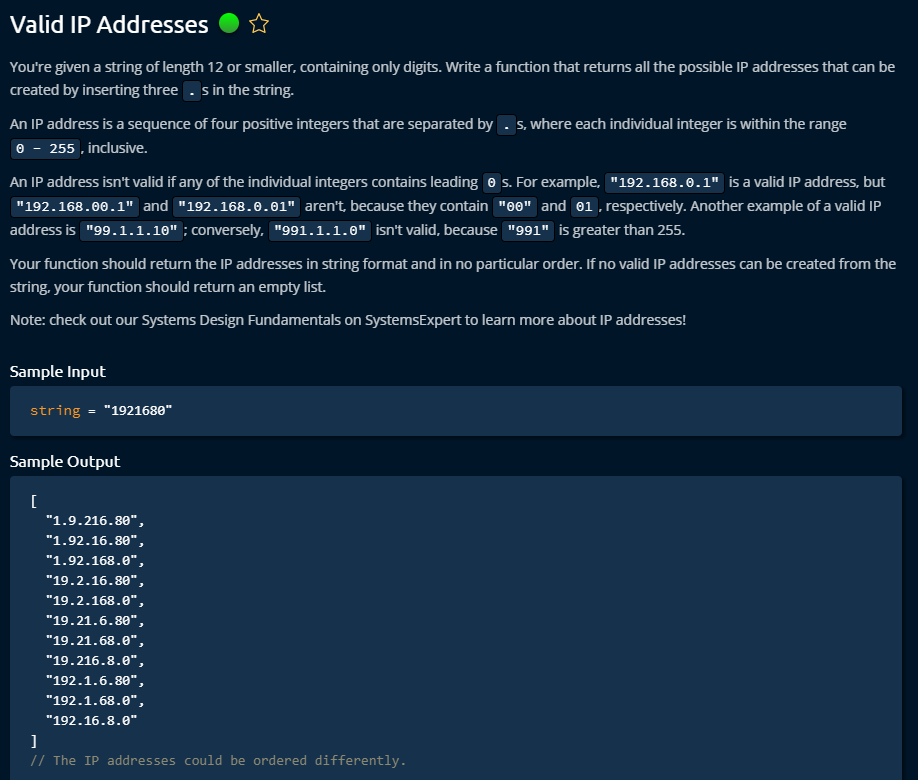 Valid IP Addresses
You're given a string of length 12 or smaller, containing only digits. Write a function that returns all the possible IP addresses that can be
created by inserting three . s in the string.
An IP address is a sequence of four positive integers that are separated by . s, where each individual integer is within the range
0 - 255 , inclusive.
An IP address isn't valid if any of the individual integers contains leading 0 s. For example, "192.168.0.1" is a valid IP address, but
"192.168.00.1" and "192.168.0.01" aren't, because they contain "00" and 01 , respectively. Another example of a valid IP
address is "99.1.1.10" ; conversely, "991.1.1.0" isn't valid, because "991" is greater than 255.
Your function should return the IP addresses in string format and in no particular order. If no valid IP addresses can be created from the
string, your function should return an empty list.
Note: check out our Systems Design Fundamentals on SystemsExpert to learn more about IP addresses!
Sample Input
string = "1921680"
Sample Output
[
"1.9.216.80",
"1.92.16.80",
"1.92.168.0",
"19.2.16.80",
"19.2.168.0",
"19.21.6.80",
"19.21.68.0",
"19.216.8.0",
"192.1.6.80",
"192.1.68.0",
"192.16.8.0"
]
// The IP addresses could be ordered differently.